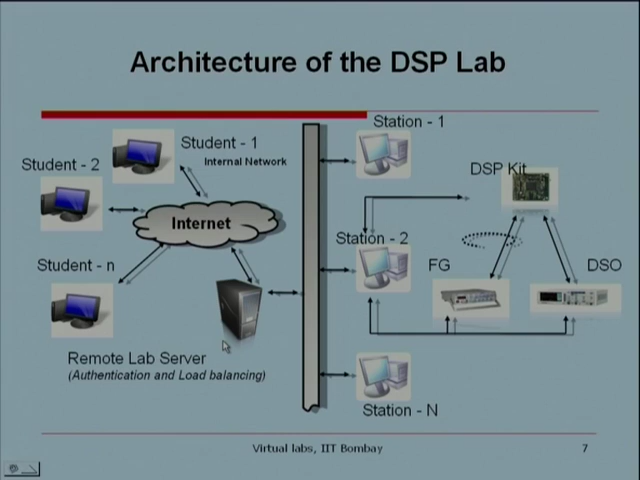 Architecture of the DSP Lab
Station - 1
Student - 1
Internal Network
Student - 2
DSP Kit
Internet
Station - 2
Student - n
FG
DSO
Remote Lab Server
(Authentication and Load balancing)
Station - N
Virtual labs, IIT Bombay
7